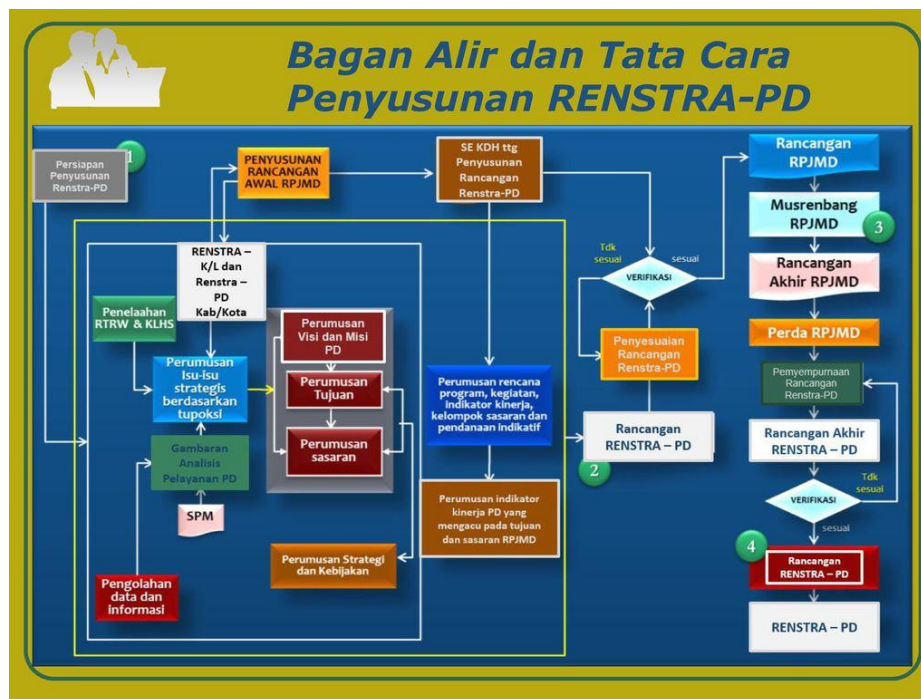 Bagan Alir dan Tata Cara
Penyusunan RENSTRA-PD
1
Persiapan
Penyusunan
Renstra-PD
PENYUSUNAN
RANCANGAN
AWAL RPJMD
SE KDH ttg
Penyusunan
Rancangan
Renstra-PD
Rancangan
RPJMD
Musrenbang
RPJMD
3
Rancangan
Akhir RPJMD
Perda RPJMD
Pemyempurnaan
Rancangan
Renstra-PD
Rancangan Akhir
RENSTRA – PD
Tdk
sesuai
VERIFIKASI
sesuai
4
Rancangan
RENSTRA – PD
RENSTRA – PD
RENSTRA –
K/L dan
Renstra –
PD
Kab/Kota
Penelaahan
RTRW & KLHS
Perumusan
Isu-isu
strategis
berdasarkan
tupoksi
Gambaran
Analisis
Pelayanan PD
SPM
Pengolahan
data dan
informasi
Perumusan
Visi dan Misi
PD
Perumusan
Tujuan
Perumusan
sasaran
Perumusan Strategi
dan Kebijakan
Perumusan rencana
program, kegiatan,
indikator kinerja,
kelompok sasaran dan
pendanaan indikatif
Perumusan indikator
kinerja PD yang
mengacu pada tujuan
dan sasaran RPJMD
Tdk
sesuai
sesuai
VERIFIKASI
Penyesuaian
Rancangan
Renstra-PD
Rancangan
RENSTRA – PD
2